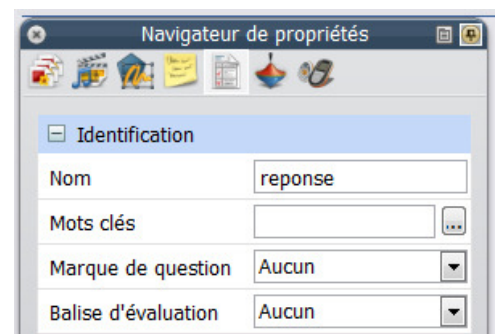 Navigateur de propriétés
Identification
Nom reponse
Mots clés ...
Marque de question Aucun
Balise d'évaluation Aucun